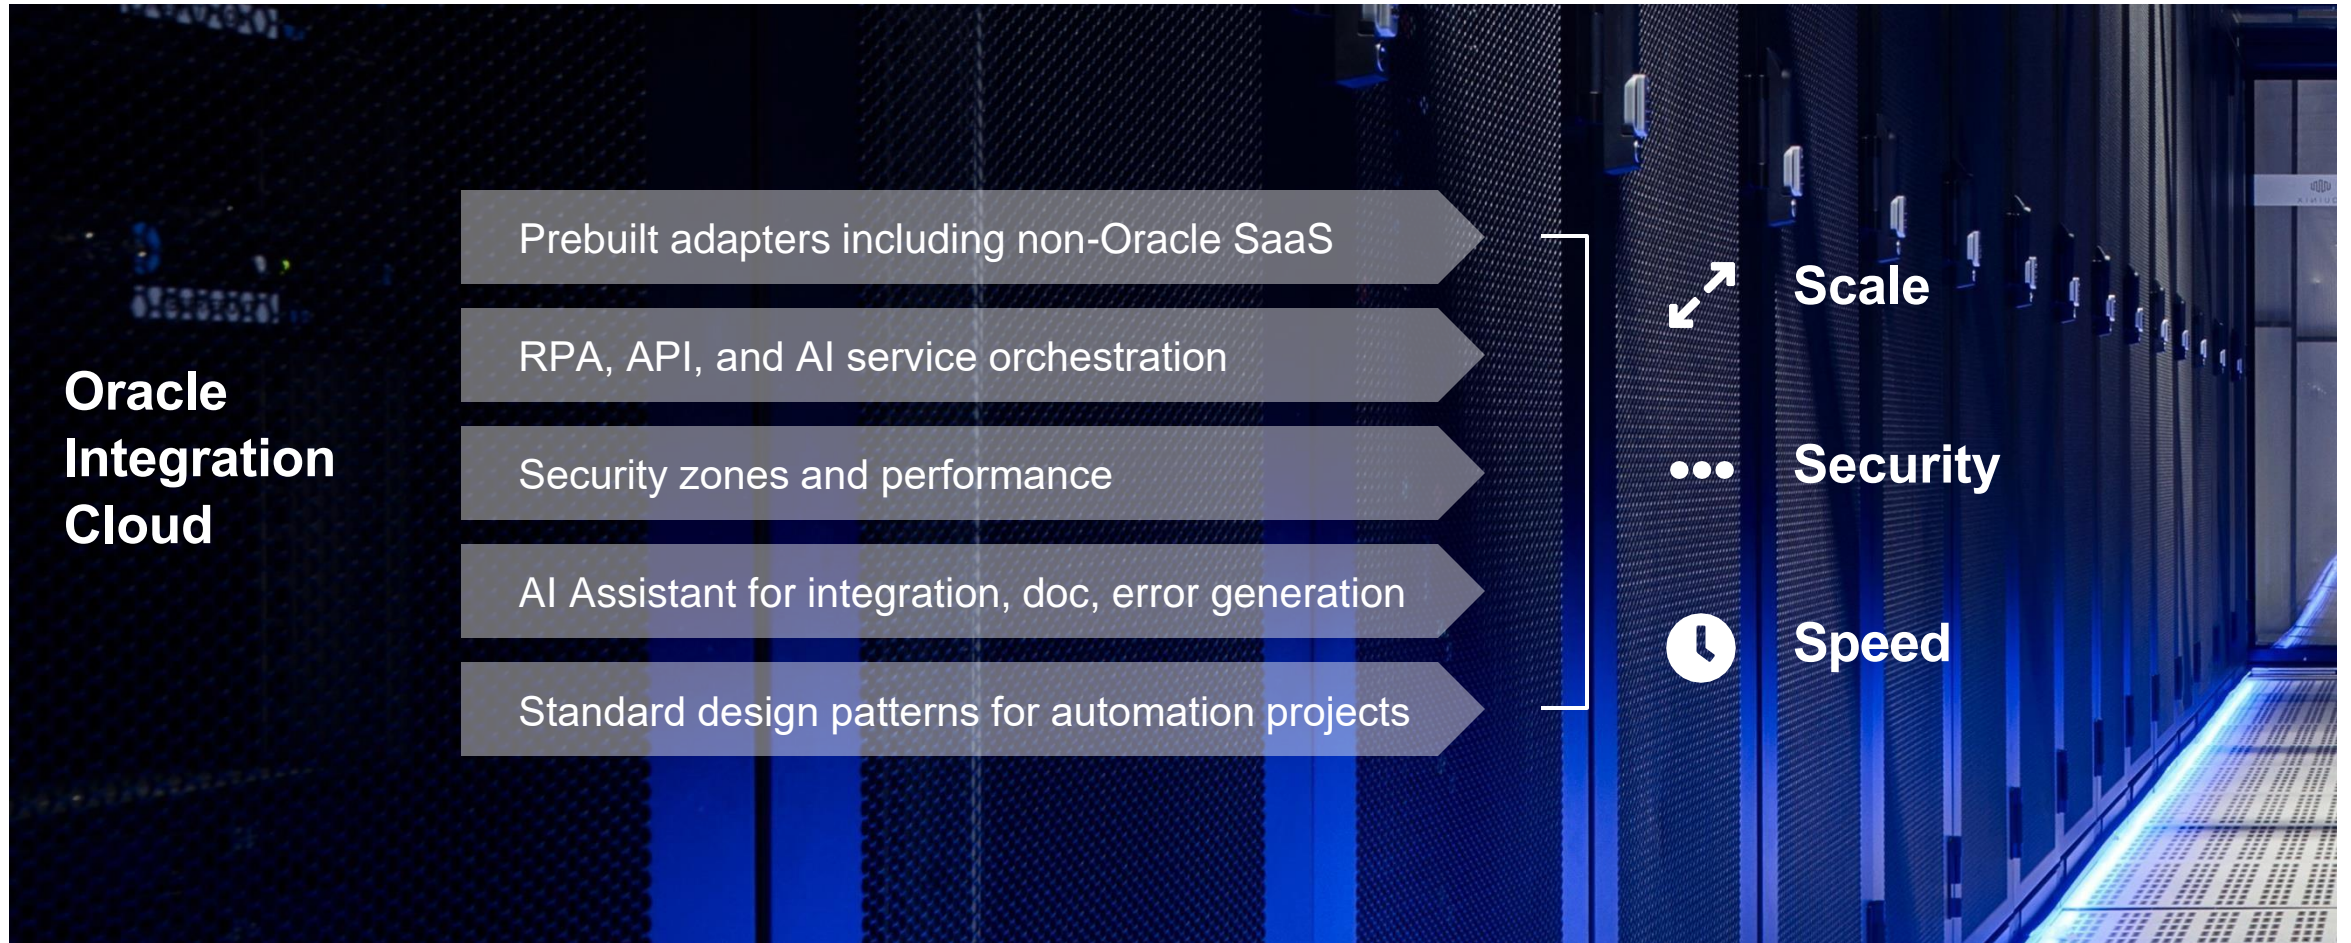 Oracle
Integration
Cloud
Prebuilt adapters including non-Oracle SaaS
RPA, API, and AI service orchestration
Security zones and performance
AI Assistant for integration, doc, error generation
Standard design patterns for automation projects
Scale
Security
Speed